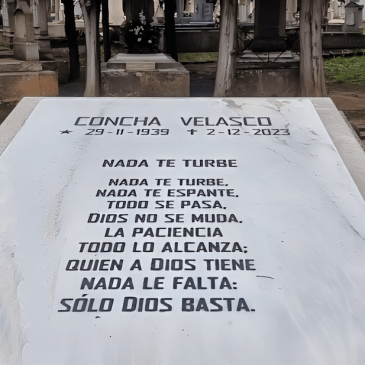 CONCHA VELASCO
★ 29-11-1939 ✝ 2-12-2023
NADA TE TURBE
NADA TE TURBE,
NADA TE ESPANTE,
TODO SE PASA,
DIOS NO SE MUDA,
LA PACIENCIA
TODO LO ALCANZA;
QUIEN A DIOS TIENE
NADA LE FALTA:
SÓLO DIOS BASTA.